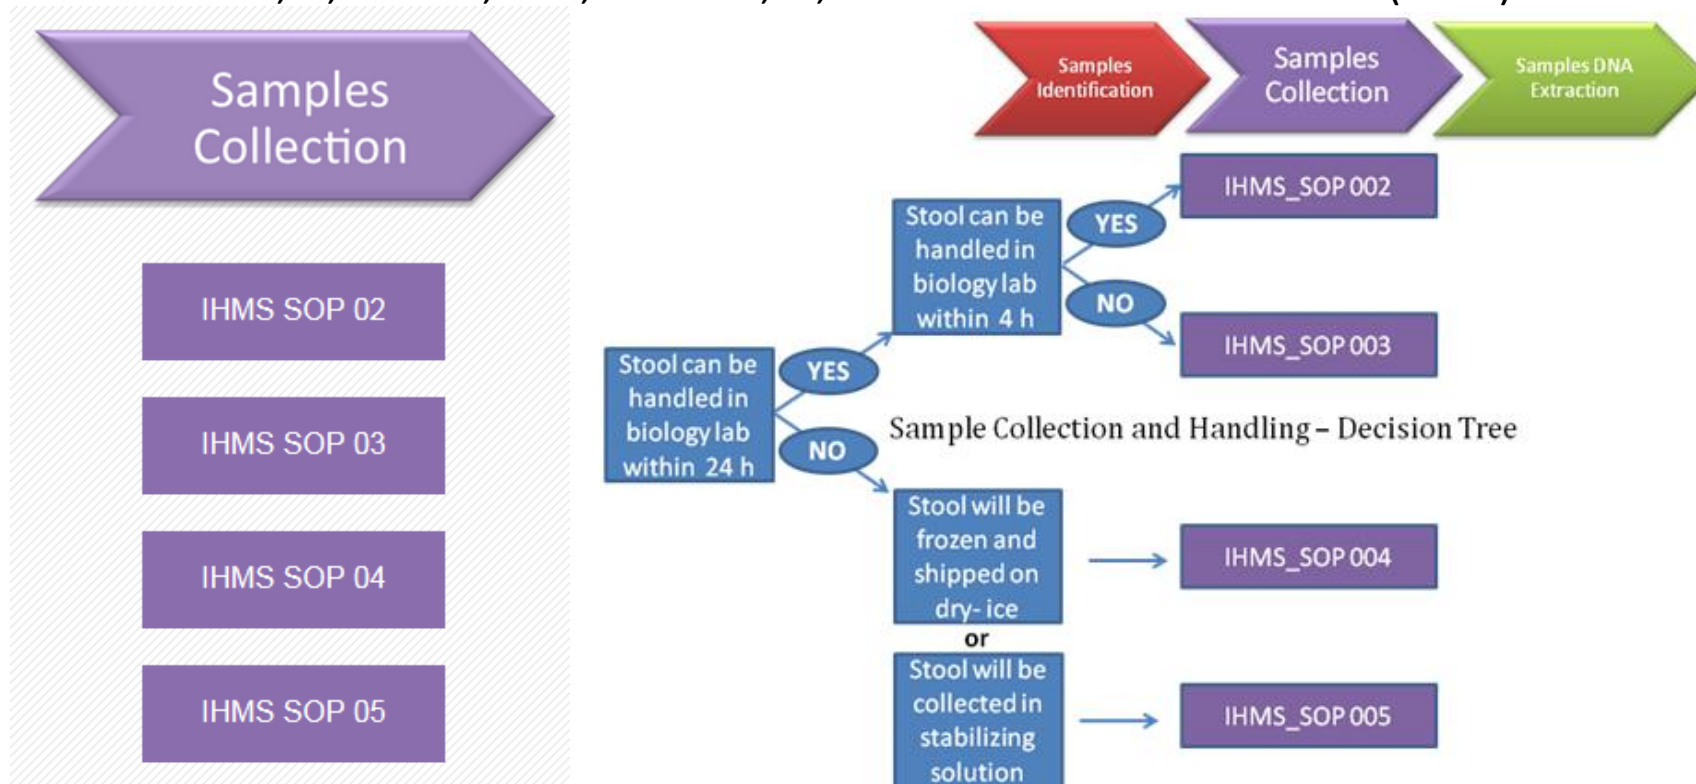 Samples
Collection
IHMS SOP 02
IHMS SOP 03
IHMS SOP 04
IHMS SOP 05
Samples
Identification
Samples
Collection
Samples DNA
Extraction
Stool can be
handled in
biology lab
within 24 h
YES
NO
Stool can be
handled in
biology lab
within 4 h
YES
NO
IHMS_SOP 002
IHMS_SOP 003
Sample Collection and Handling – Decision Tree
Stool will be
frozen and
shipped on
dry- ice
or
Stool will be
collected in
stabilizing
solution
IHMS_SOP 004
IHMS_SOP 005